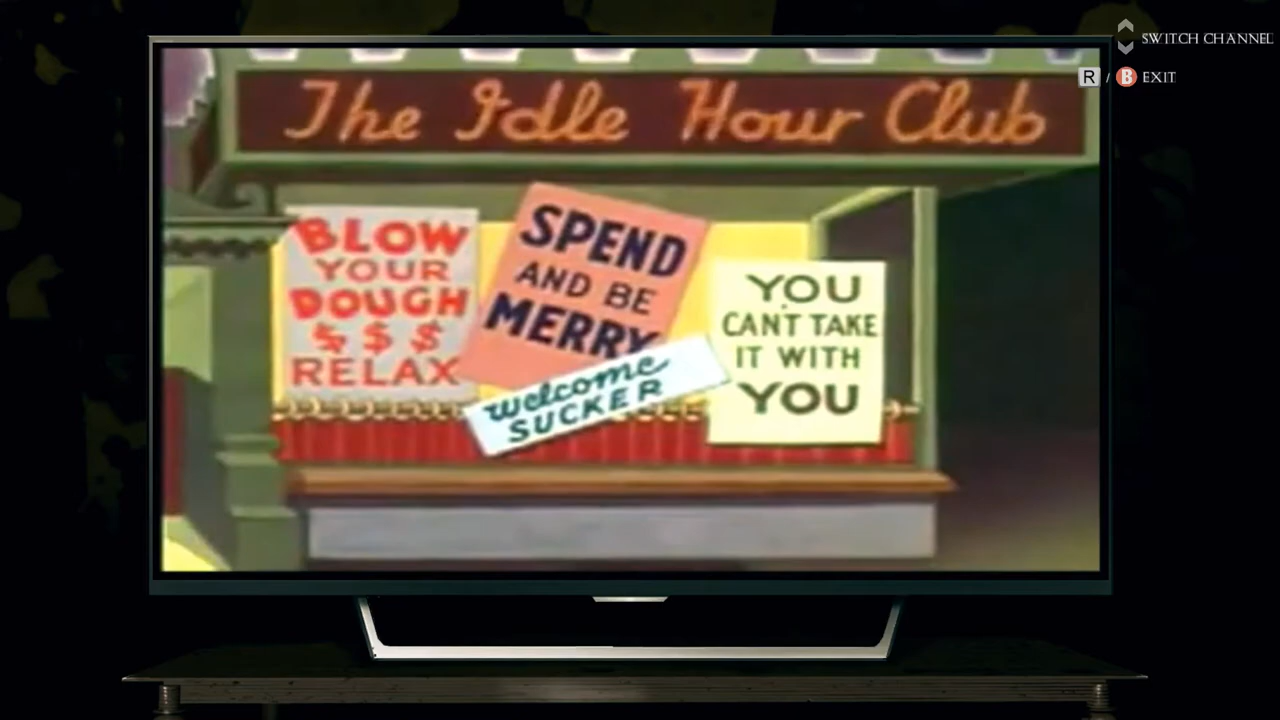 SWITCH CHANNEL
R / B EXIT
The Idle Hour Club
BLOW
YOUR
DOUGH
$ $ $
RELAX
SPEND
AND BE
MERRY
welcome
SUCKER
YOU
CAN'T TAKE
IT WITH
YOU